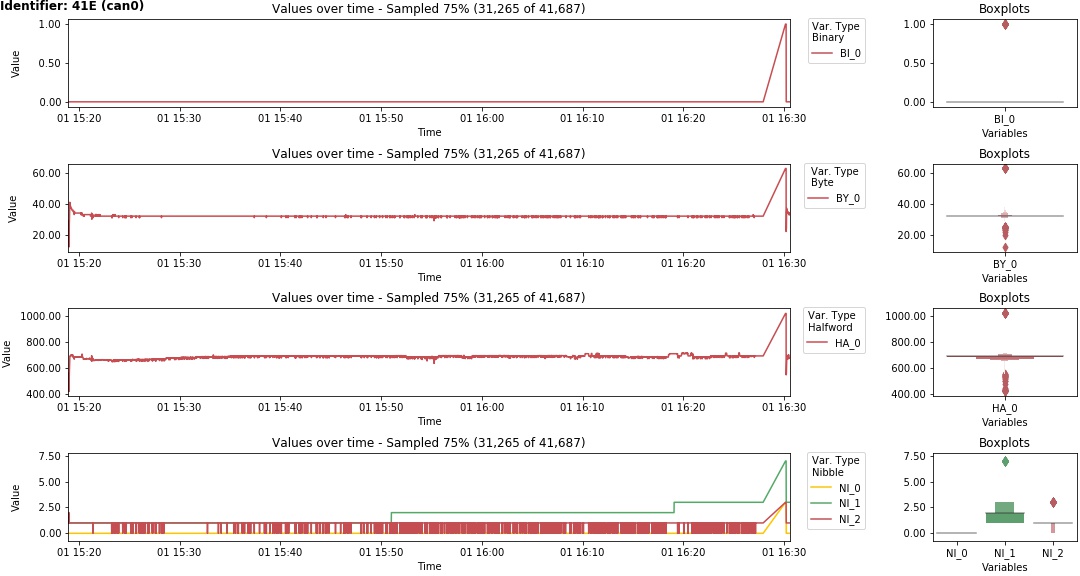 Identifier: 41E (can0)
Values over time - Sampled 75% (31,265 of 41,687)
Boxplots
Value
1.00
0.50
0.00
01 15:20 01 15:30 01 15:40 01 15:50 01 16:00 01 16:10 01 16:20 01 16:30
Time
Var. Type
Binary
BI_0
1.00
0.50
0.00
BI_0
Variables
Values over time - Sampled 75% (31,265 of 41,687)
Boxplots
Value
60.00
40.00
20.00
01 15:20 01 15:30 01 15:40 01 15:50 01 16:00 01 16:10 01 16:20 01 16:30
Time
Var. Type
Byte
BY_0
60.00
40.00
20.00
BY_0
Variables
Values over time - Sampled 75% (31,265 of 41,687)
Boxplots
Value
1000.00
800.00
600.00
400.00
01 15:20 01 15:30 01 15:40 01 15:50 01 16:00 01 16:10 01 16:20 01 16:30
Time
Var. Type
Halfword
HA_0
1000.00
800.00
600.00
400.00
HA_0
Variables
Values over time - Sampled 75% (31,265 of 41,687)
Boxplots
Value
7.50
5.00
2.50
0.00
01 15:20 01 15:30 01 15:40 01 15:50 01 16:00 01 16:10 01 16:20 01 16:30
Time
Var. Type
Nibble
NI_0
NI_1
NI_2
7.50
5.00
2.50
0.00
NI_0 NI_1 NI_2
Variables